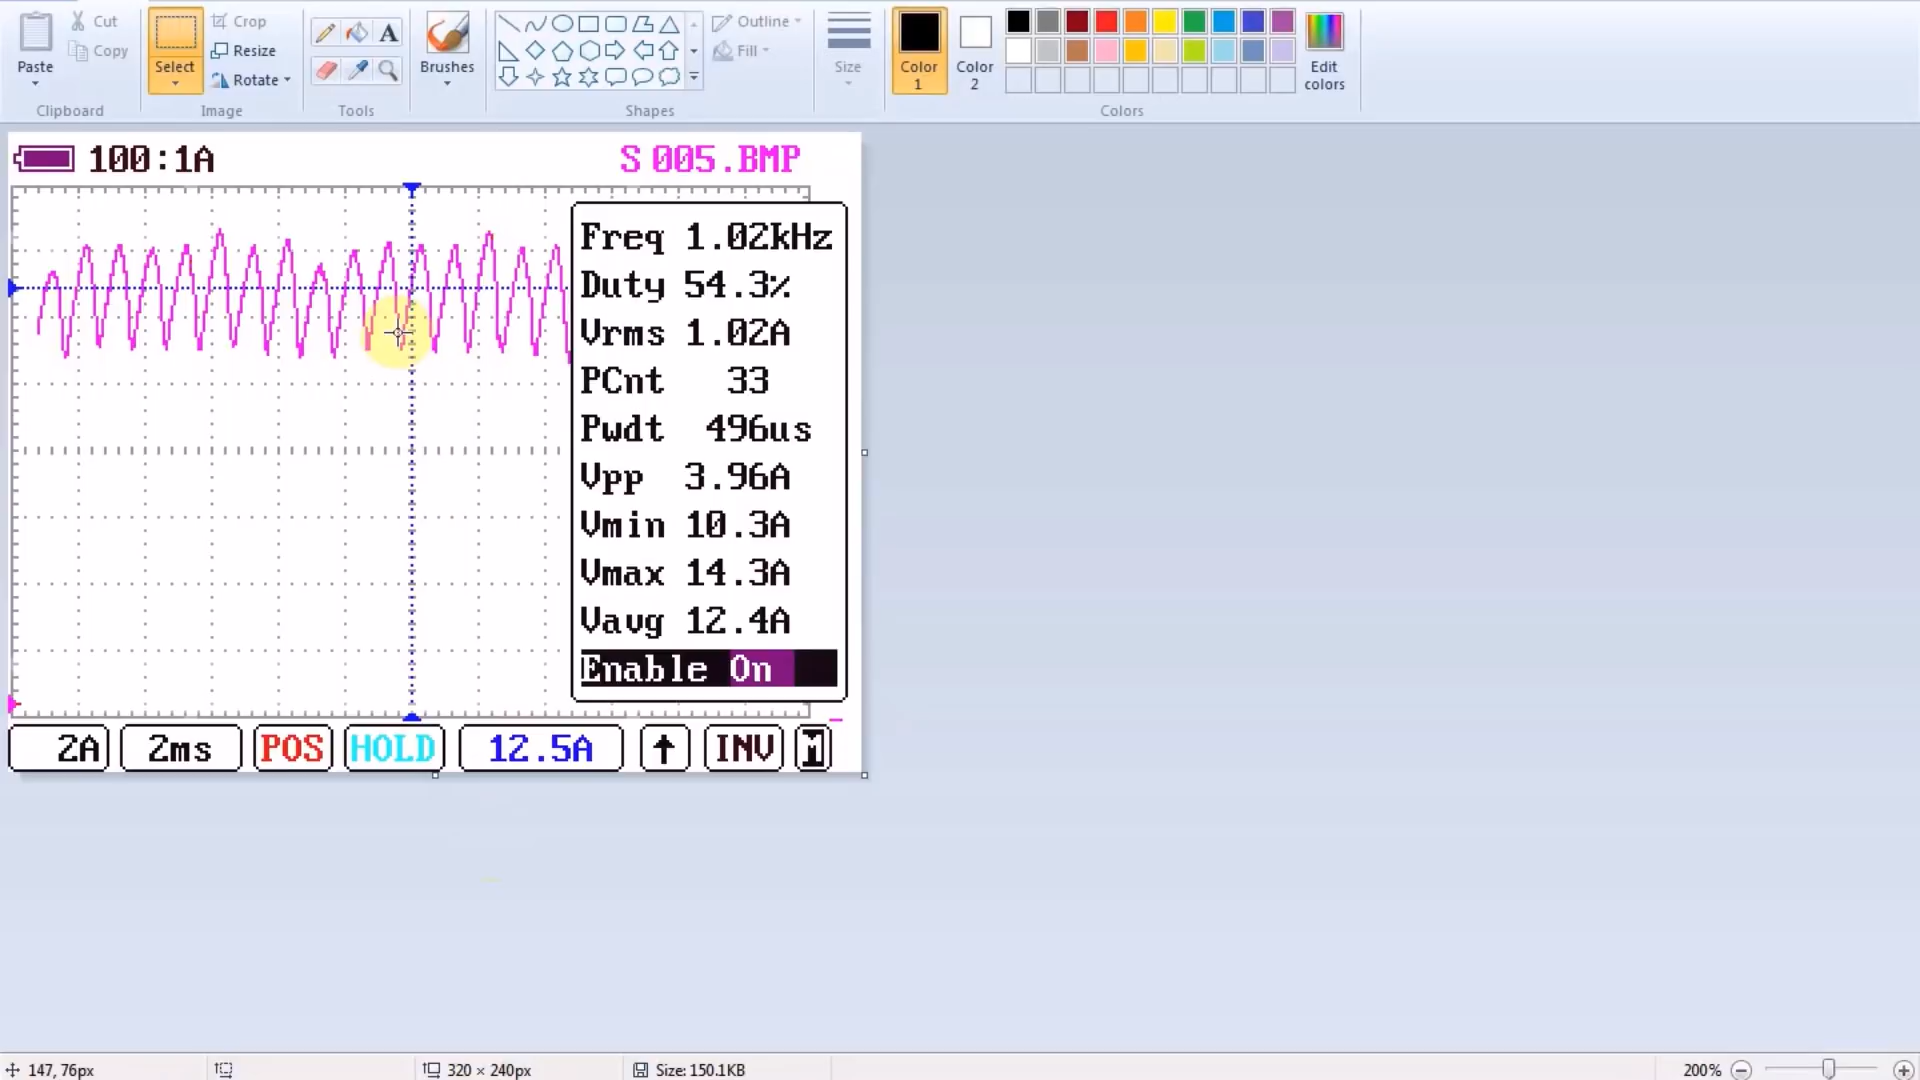 Paste
Cut
Copy
Clipboard
Select
Crop
Resize
Rotate
Image
A
Tools
Brushes
Shapes
Outline
Fill
Size
Color 1
Color 2
Edit colors
Colors
100:1A
S 005.BMP
Freq 1.02kHz
Duty 54.3%
Vrms 1.02A
PCnt 33
Pwdt 496us
Vpp 3.96A
Vmin 10.3A
Vmax 14.3A
Vavg 12.4A
Enable On
2A 2ms POS HOLD 12.5A INV
147, 76px
320 × 240px
Size: 150.1KB
200%